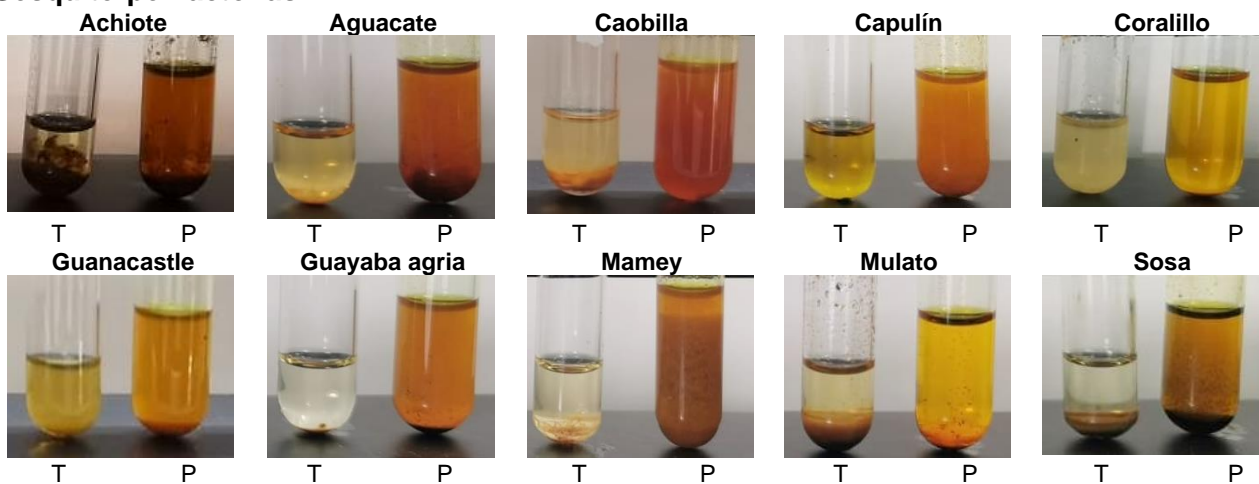 Achiote Aguacate Caobilla Capulín Coralillo
T P T P T P T P T P
Guanacastle Guayaba agria Mamey Mulato Sosa
T P T P T P T P T P